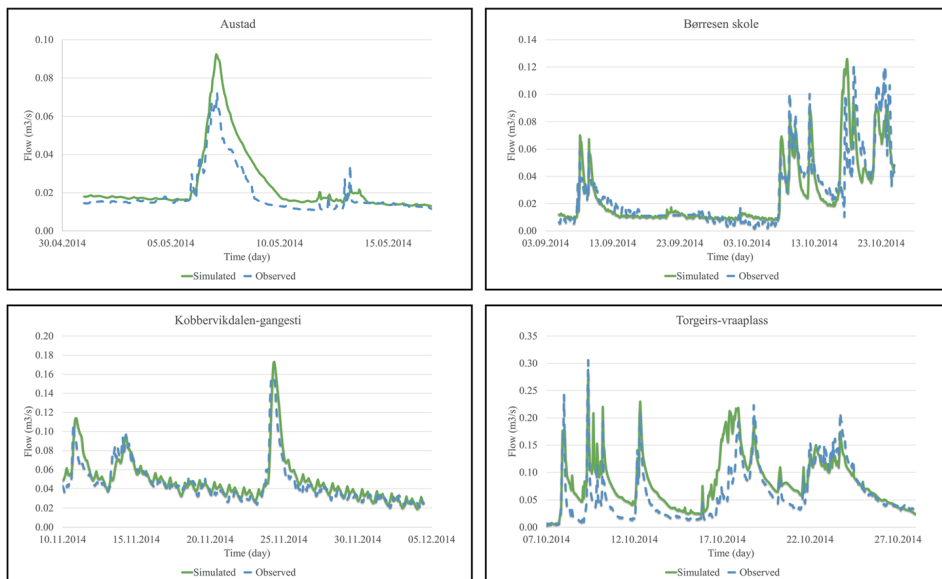 Austad
Flow (m3/s)
0.10
0.08
0.06
0.04
0.02
0.00
30.04.2014 05.05.2014 10.05.2014 15.05.2014
Time (day)
Simulated Observed
Børresen skole
Flow (m3/s)
0.14
0.12
0.10
0.08
0.06
0.04
0.02
0.00
03.09.2014 13.09.2014 23.09.2014 03.10.2014 13.10.2014 23.10.2014
Time (day)
Simulated Observed
Kobbervikdalen-gangesti
Flow (m3/s)
0.20
0.18
0.16
0.14
0.12
0.10
0.08
0.06
0.04
0.02
0.00
10.11.2014 15.11.2014 20.11.2014 25.11.2014 30.11.2014 05.12.2014
Time (day)
Simulated Observed
Torgeirs-vraaplass
Flow (m3/s)
0.35
0.30
0.25
0.20
0.15
0.10
0.05
0.00
07.10.2014 12.10.2014 17.10.2014 22.10.2014 27.10.2014
Time (day)
Simulated Observed